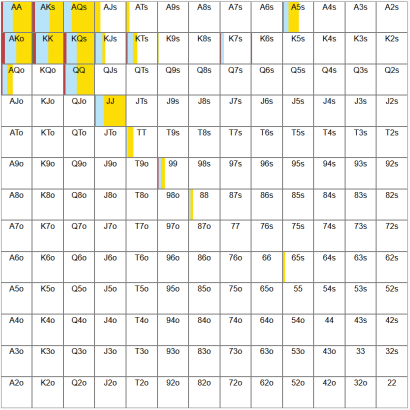 AA AKs AQs AJs ATs A9s A8s A7s A6s A5s A4s A3s A2s
AKo KK KQs KJs KTs K9s K8s K7s K6s K5s K4s K3s K2s
AQo KQo QQ QJs QTs Q9s Q8s Q7s Q6s Q5s Q4s Q3s Q2s
AJo KJo QJo JJ JTs J9s J8s J7s J6s J5s J4s J3s J2s
ATo KTo QTo JTo TT T9s T8s T7s T6s T5s T4s T3s T2s
A9o K9o Q9o J9o T9o 99 98s 97s 96s 95s 94s 93s 92s
A8o K8o Q8o J8o T8o 98o 88 87s 86s 85s 84s 83s 82s
A7o K7o Q7o J7o T7o 97o 87o 77 76s 75s 74s 73s 72s
A6o K6o Q6o J6o T6o 96o 86o 76o 66 65s 64s 63s 62s
A5o K5o Q5o J5o T5o 95o 85o 75o 65o 55 54s 53s 52s
A4o K4o Q4o J4o T4o 94o 84o 74o 64o 54o 44 43s 42s
A3o K3o Q3o J3o T3o 93o 83o 73o 63o 53o 43o 33 32s
A2o K2o Q2o J2o T2o 92o 82o 72o 62o 52o 42o 32o 22